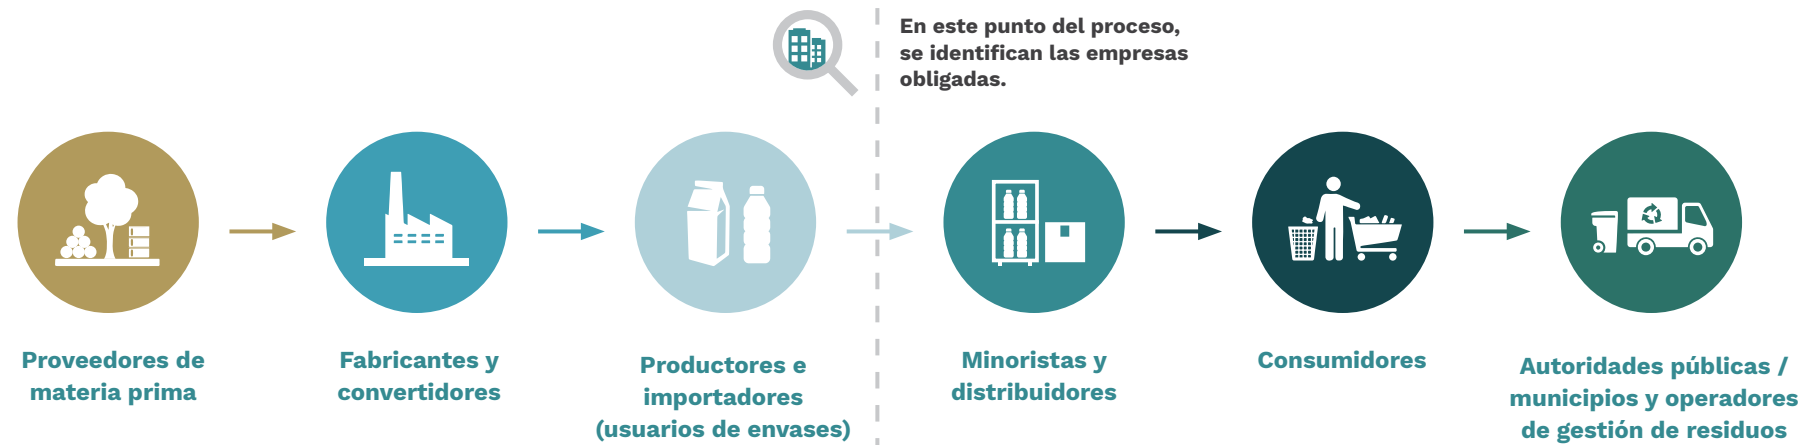 En este punto del proceso,
se identifican las empresas
obligadas.
Proveedores de
materia prima
Fabricantes y
convertidores
Productores e
importadores
(usuarios de envases)
Minoristas y
distribuidores
Consumidores
Autoridades públicas /
municipios y operadores
de gestión de residuos